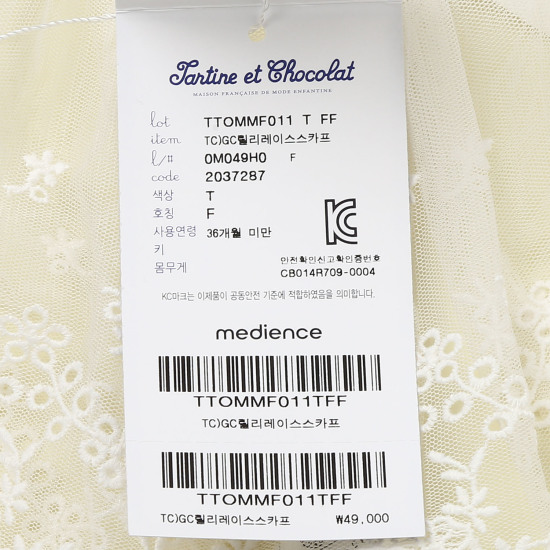 Tartine et Chocolat
MAISON FRANÇAISE DE MODE ENFANTINE
lot TTOMMF011 T FF
item TC)GC릴리레이스스카프
l/# 0M049H0 F
code 2037287
색상 T
호칭 F
사용연령 36개월 미만
키
몸무게
안전확인신고확인증번호
CB014R709-0004
KC마크는 이제품이 공통안전 기준에 적합하였음을 의미합니다.
medience
TTOMMF011TFF
TC)GC릴리레이스스카프
TTOMMF011TFF
TC)GC릴리레이스스카프 ₩49,000